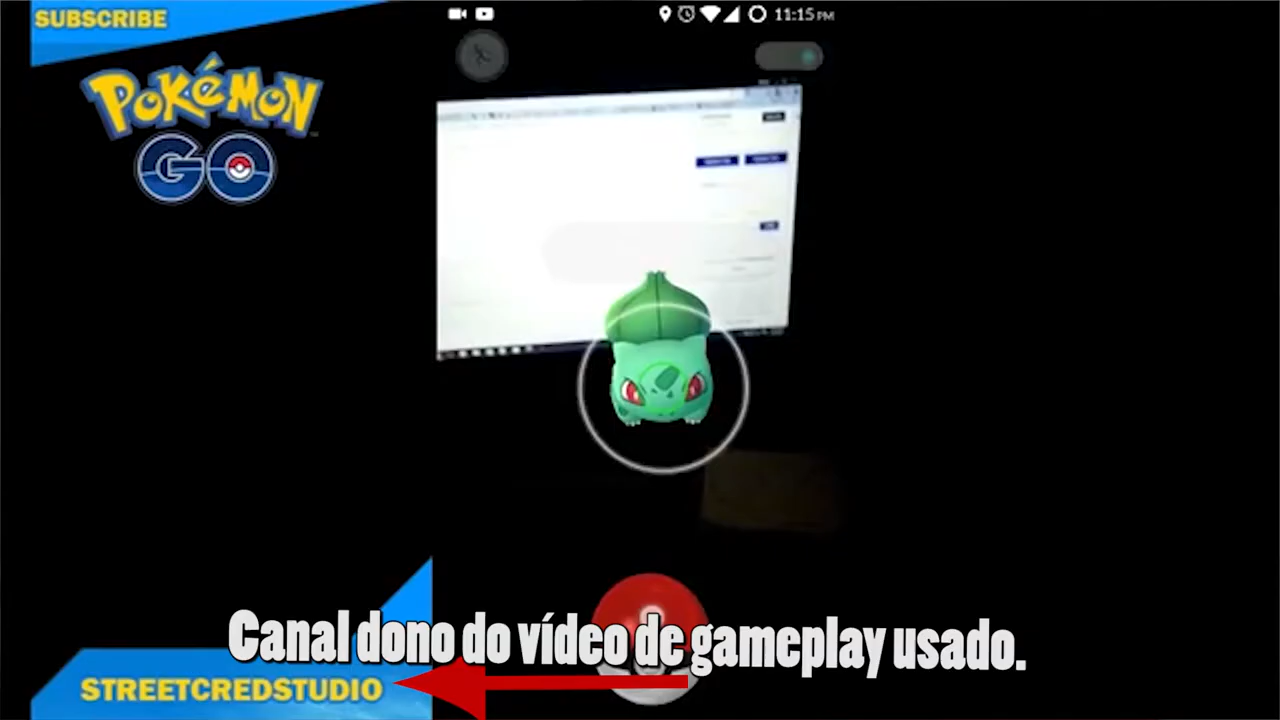 SUBSCRIBE
11:15 PM
POKéMON
GO
Canal dono do vídeo de gameplay usado.
STREETCREDSTUDIO